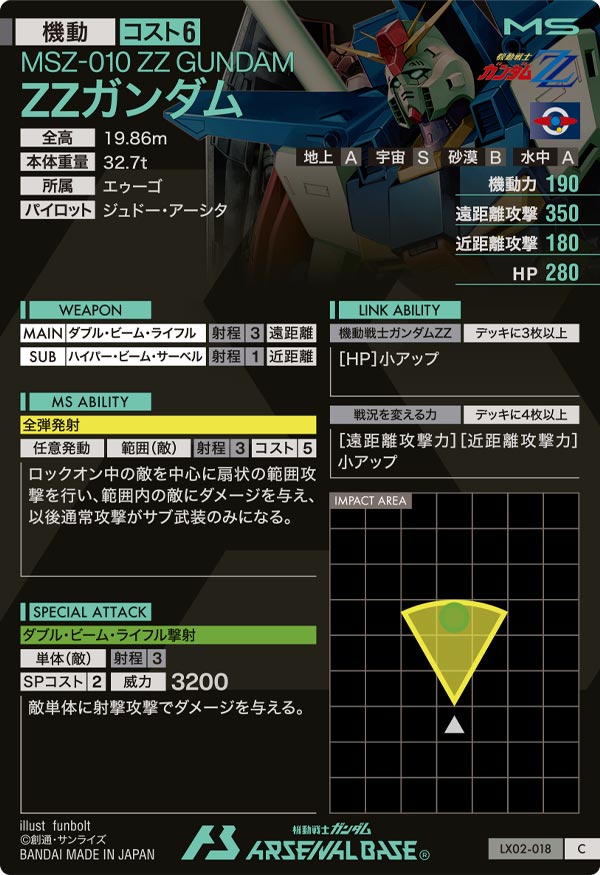 機動 コスト6
MS
MSZ-010 ZZ GUNDAM
ZZガンダム
機動戦士
ガンダムZZ
全高 19.86m
本体重量 32.7t
所属 エゥーゴ
パイロット ジュドー・アーシタ
地上 A 宇宙 S 砂漠 B 水中 A
機動力 190
遠距離攻撃 350
近距離攻撃 180
HP 280
WEAPON
MAIN ダブル・ビーム・ライフル 射程 3 遠距離
SUB ハイパー・ビーム・サーベル 射程 1 近距離
MS ABILITY
全弾発射
任意発動 範囲(敵) 射程 3 コスト 5
ロックオン中の敵を中心に扇状の範囲攻
撃を行い、範囲内の敵にダメージを与え、
以後通常攻撃がサブ武装のみになる。
SPECIAL ATTACK
ダブル・ビーム・ライフル撃射
単体(敵) 射程 3
SPコスト 2 威力 3200
敵単体に射撃攻撃でダメージを与える。
LINK ABILITY
機動戦士ガンダムZZ デッキに3枚以上
[HP]小アップ
戦況を変える力 デッキに4枚以上
[遠距離攻撃力][近距離攻撃力]
小アップ
IMPACT AREA
illust funbolt
©創通・サンライズ
BANDAI MADE IN JAPAN
機動戦士ガンダム
ARSENAL BASE®
LX02-018 C